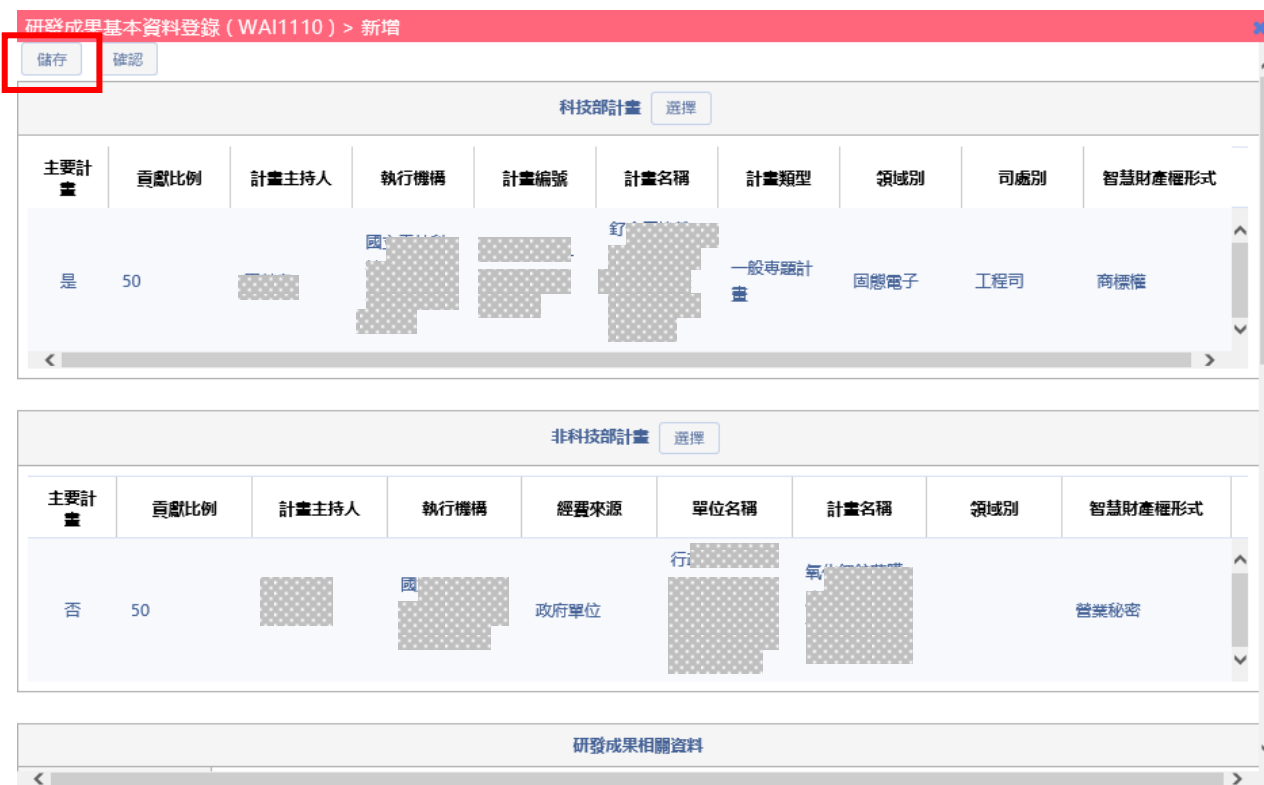 研發成果基本資料登錄 ( WAI1110 ) > 新增
儲存 確認
科技部計畫 選擇
主要計畫 貢獻比例 計畫主持人 執行機構 計畫編號 計畫名稱 計畫類型 領域別 司處別 智慧財產權形式
是 50 國立 釕 一般專題計畫 固態電子 工程司 商標權
非科技部計畫 選擇
主要計畫 貢獻比例 計畫主持人 執行機構 經費來源 單位名稱 計畫名稱 領域別 智慧財產權形式
否 50 國 政府單位 行 氧 營業秘密
研發成果相關資料